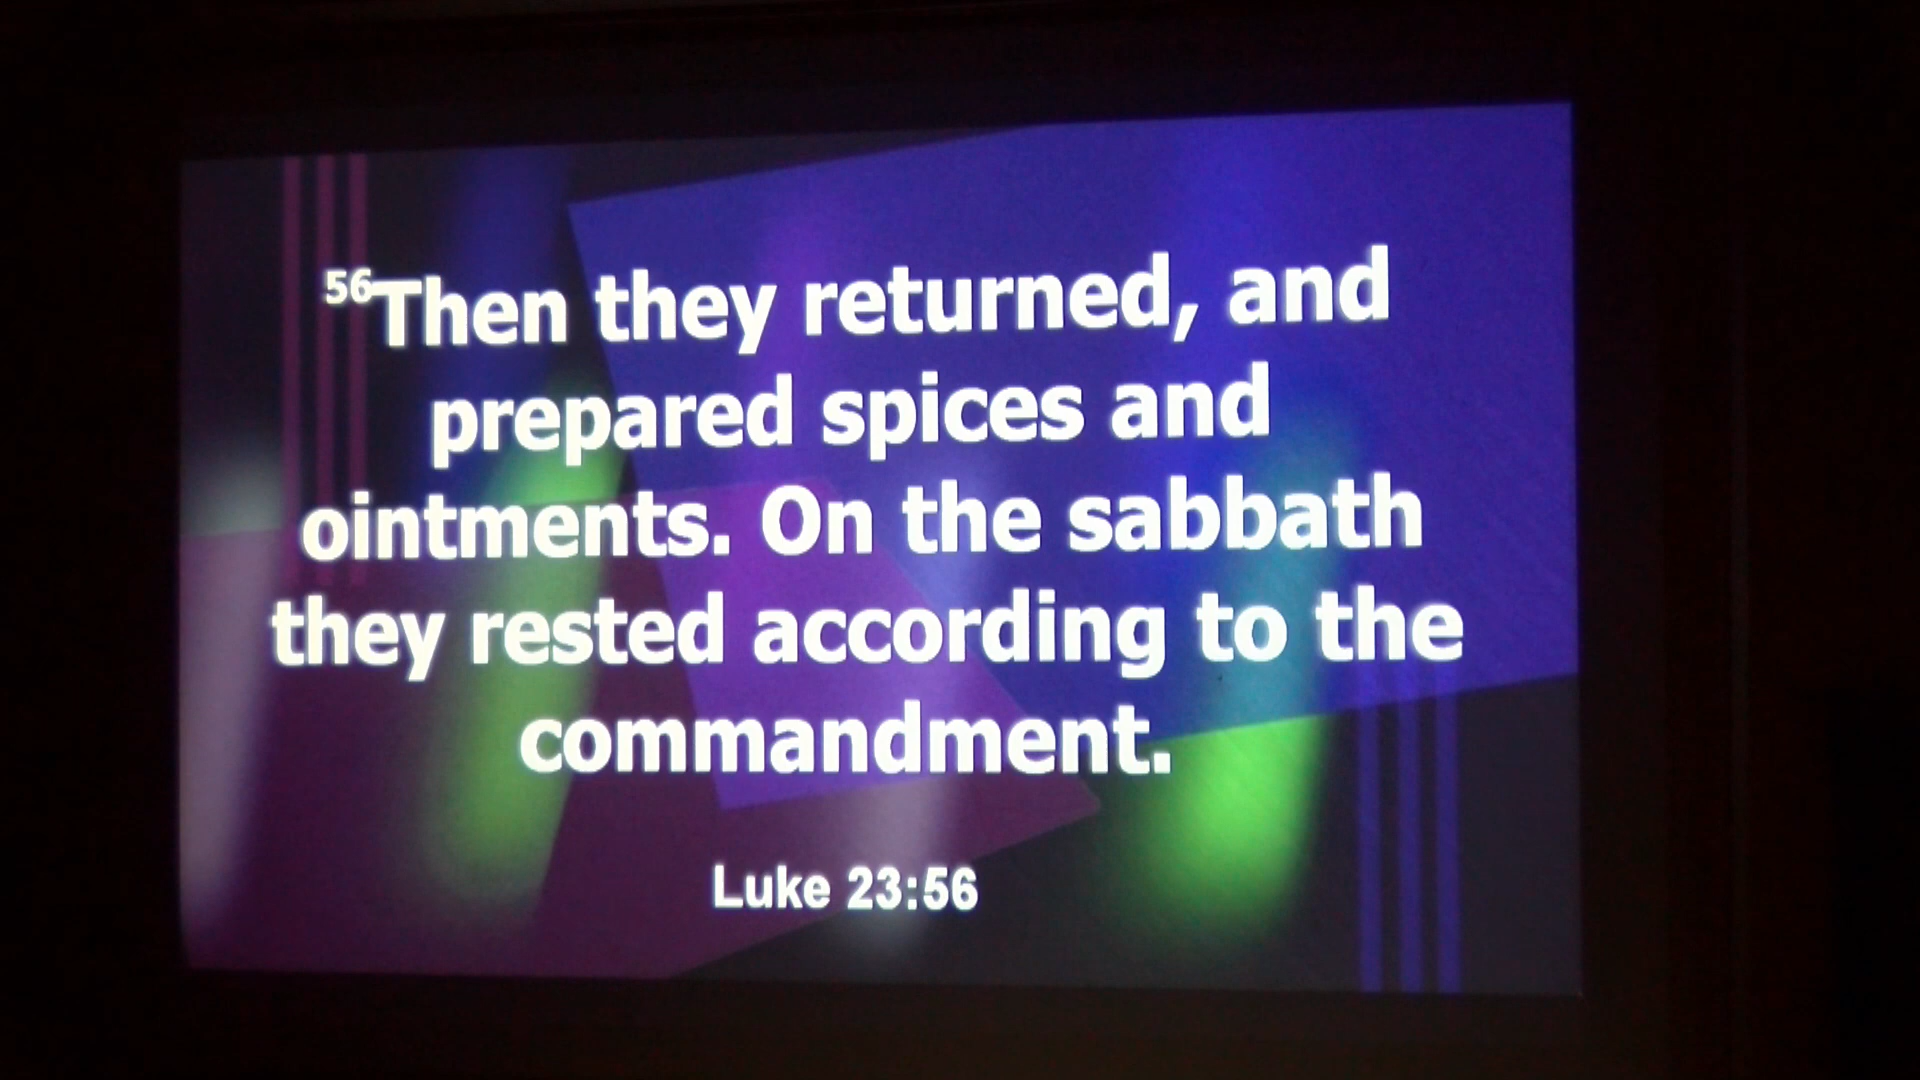 56Then they returned, and
prepared spices and
ointments. On the sabbath
they rested according to the
commandment.
Luke 23:56